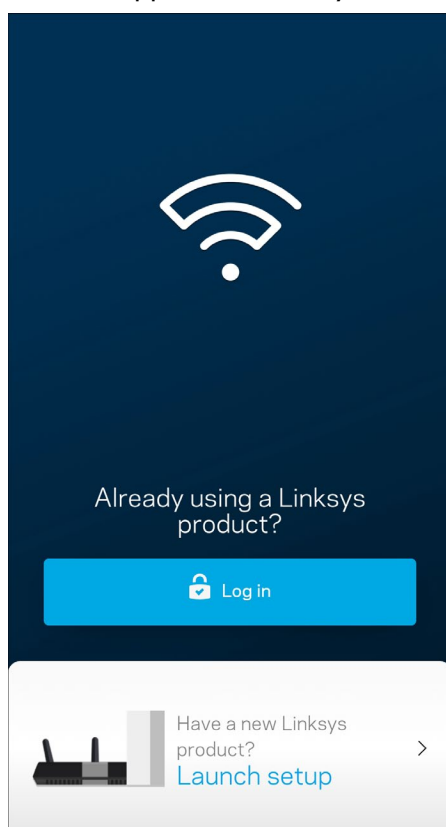 Already using a Linksys
product?
Log in
Have a new Linksys
product?
Launch setup